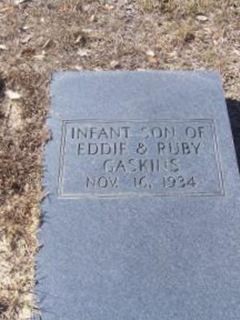 INFANT SON OF
EDDIE & RUBY
GASKINS
NOV. 16, 1934